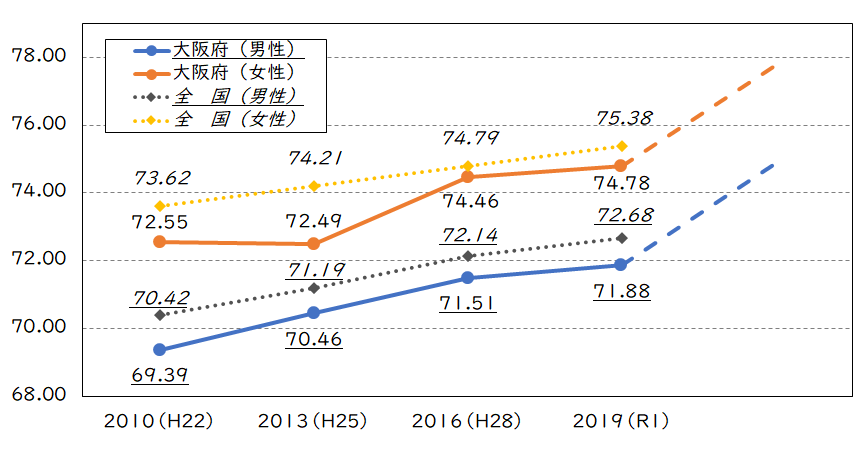 78.00
76.00
74.00
72.00
70.00
68.00
大阪府（男性）
大阪府（女性）
全　国（男性）
全　国（女性）
73.62
74.21
74.79
75.38
72.55
72.49
74.46
74.78
70.42
71.19
72.14
72.68
69.39
70.46
71.51
71.88
2010(H22)
2013(H25)
2016(H28)
2019(R1)